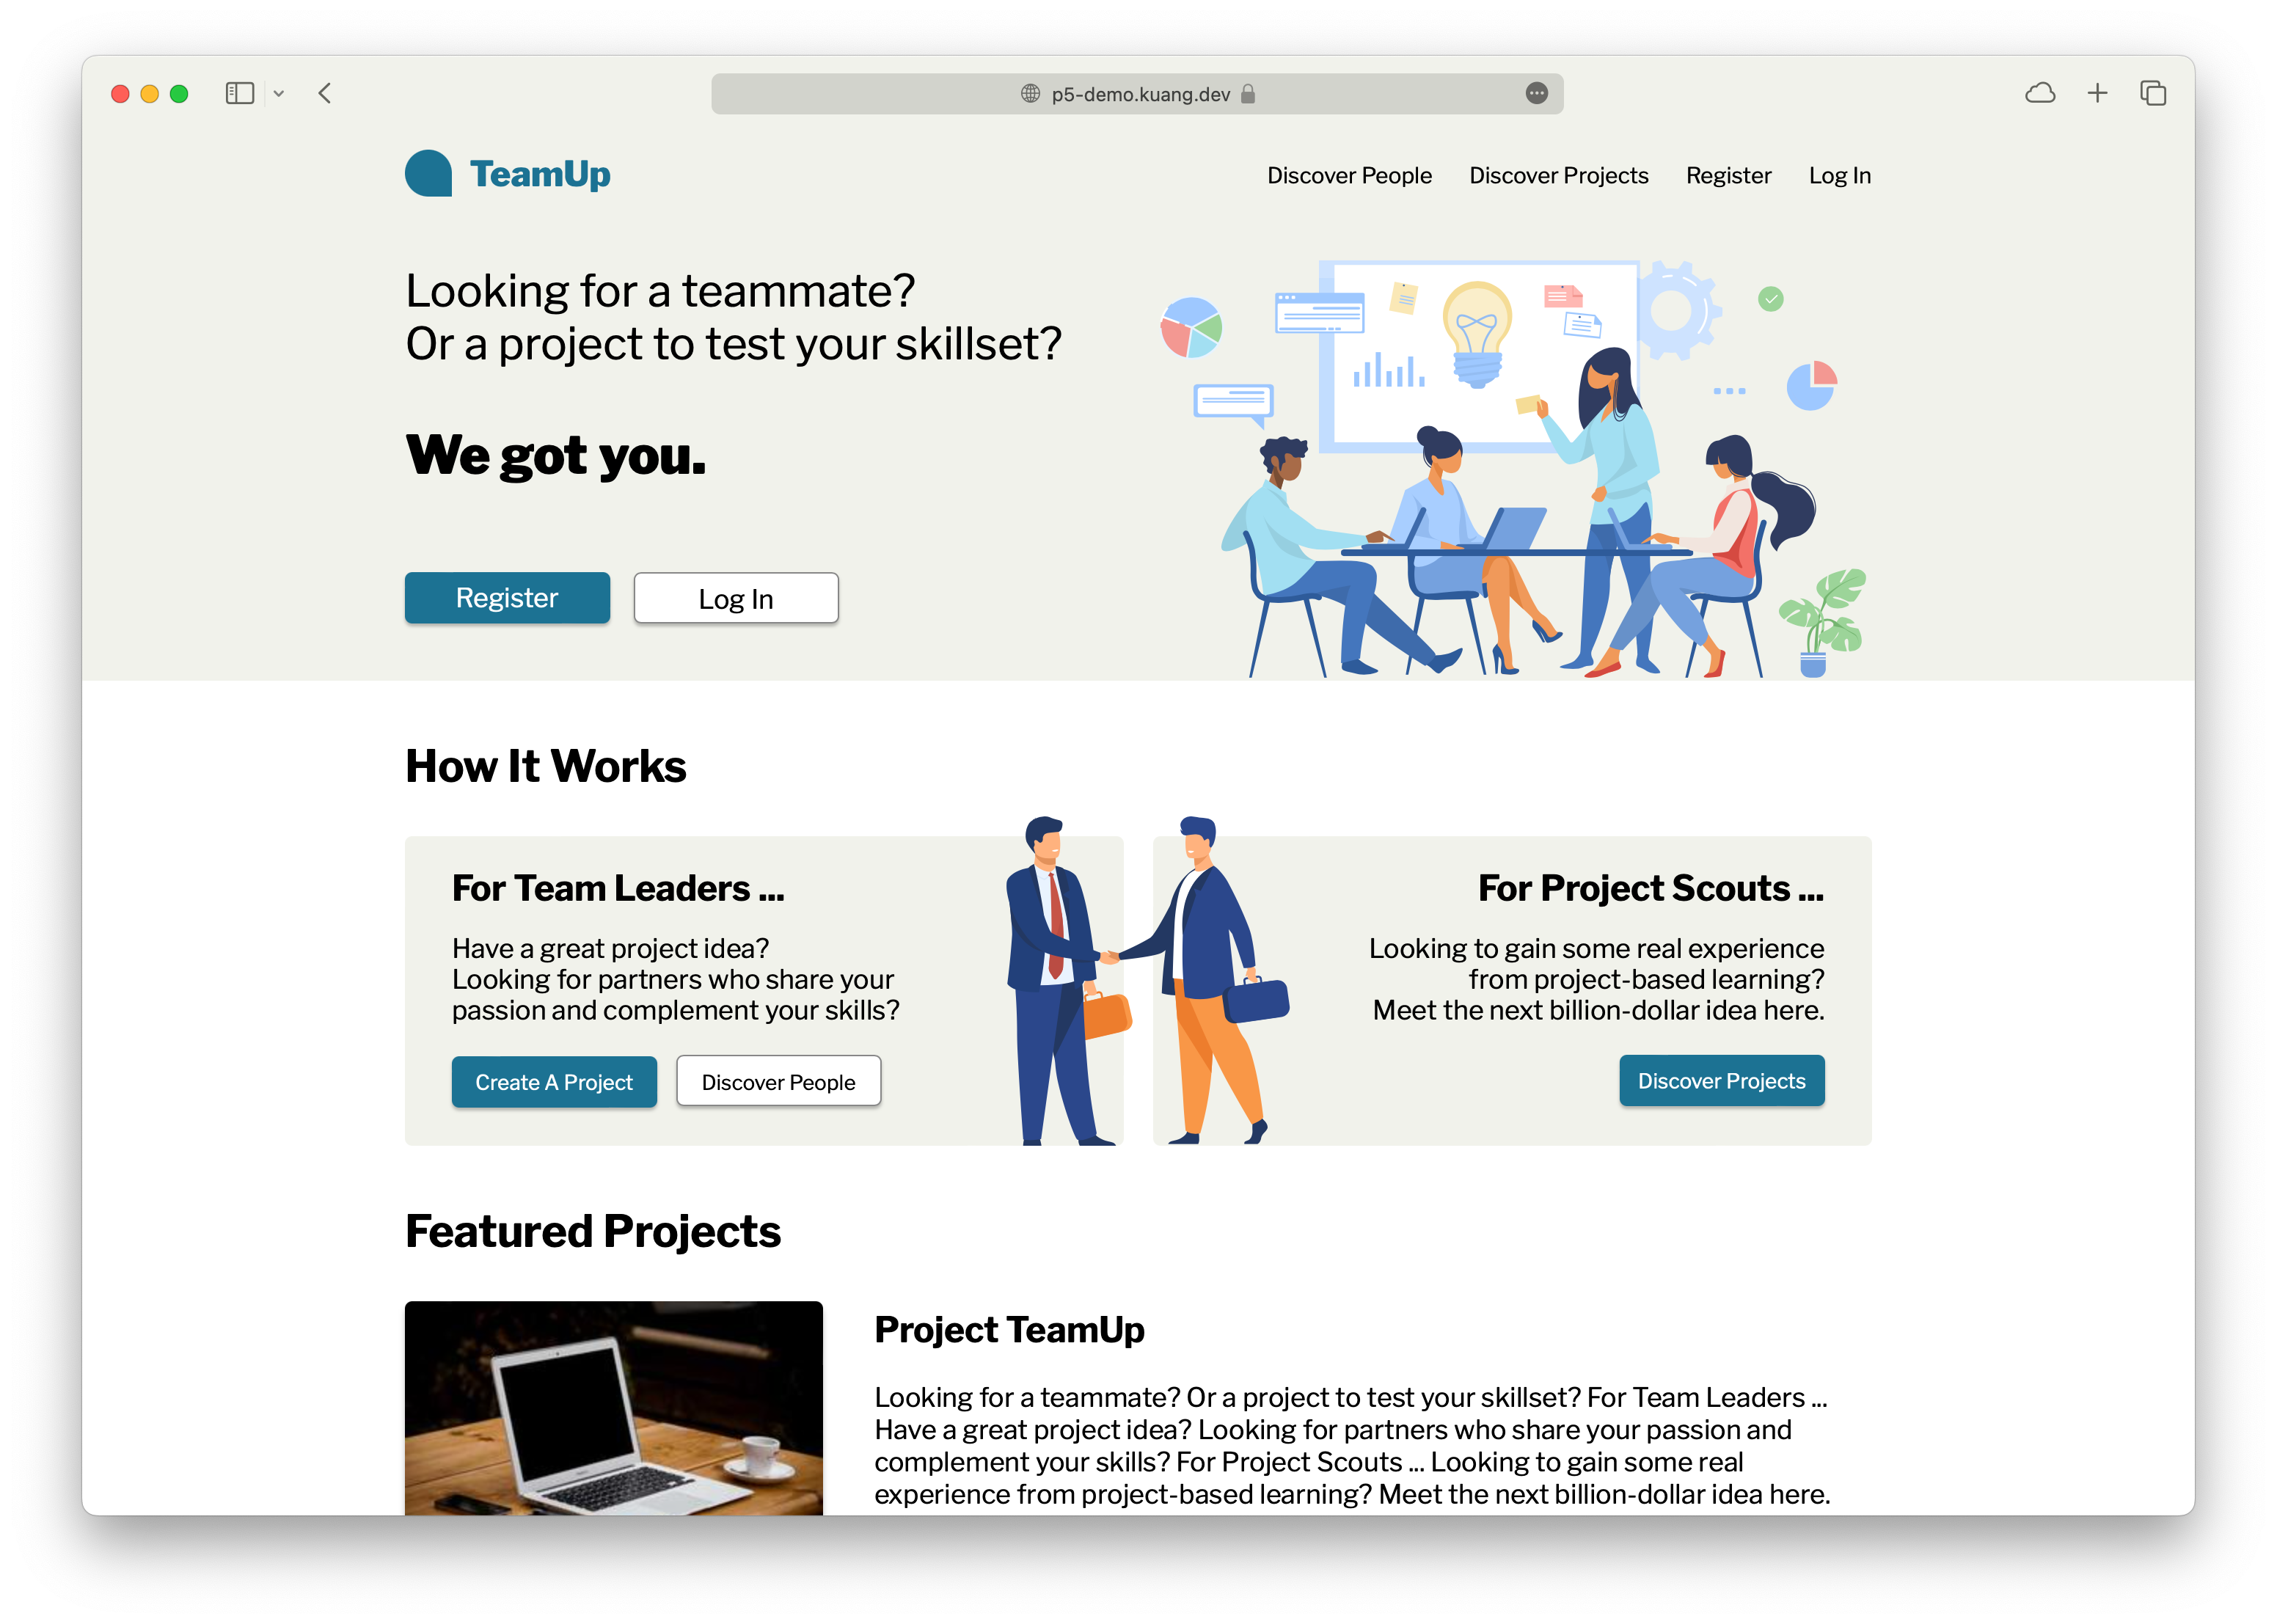 p5-demo.kuang.dev
TeamUp
Discover People
Discover Projects
Register
Log In
Looking for a teammate?
Or a project to test your skillset?
We got you.
Register
Log In
How It Works
For Team Leaders ...
Have a great project idea?
Looking for partners who share your
passion and complement your skills?
Create A Project
Discover People
For Project Scouts ...
Looking to gain some real experience
from project-based learning?
Meet the next billion-dollar idea here.
Discover Projects
Featured Projects
Project TeamUp
Looking for a teammate? Or a project to test your skillset? For Team Leaders ...
Have a great project idea? Looking for partners who share your passion and
complement your skills? For Project Scouts ... Looking to gain some real
experience from project-based learning? Meet the next billion-dollar idea here.